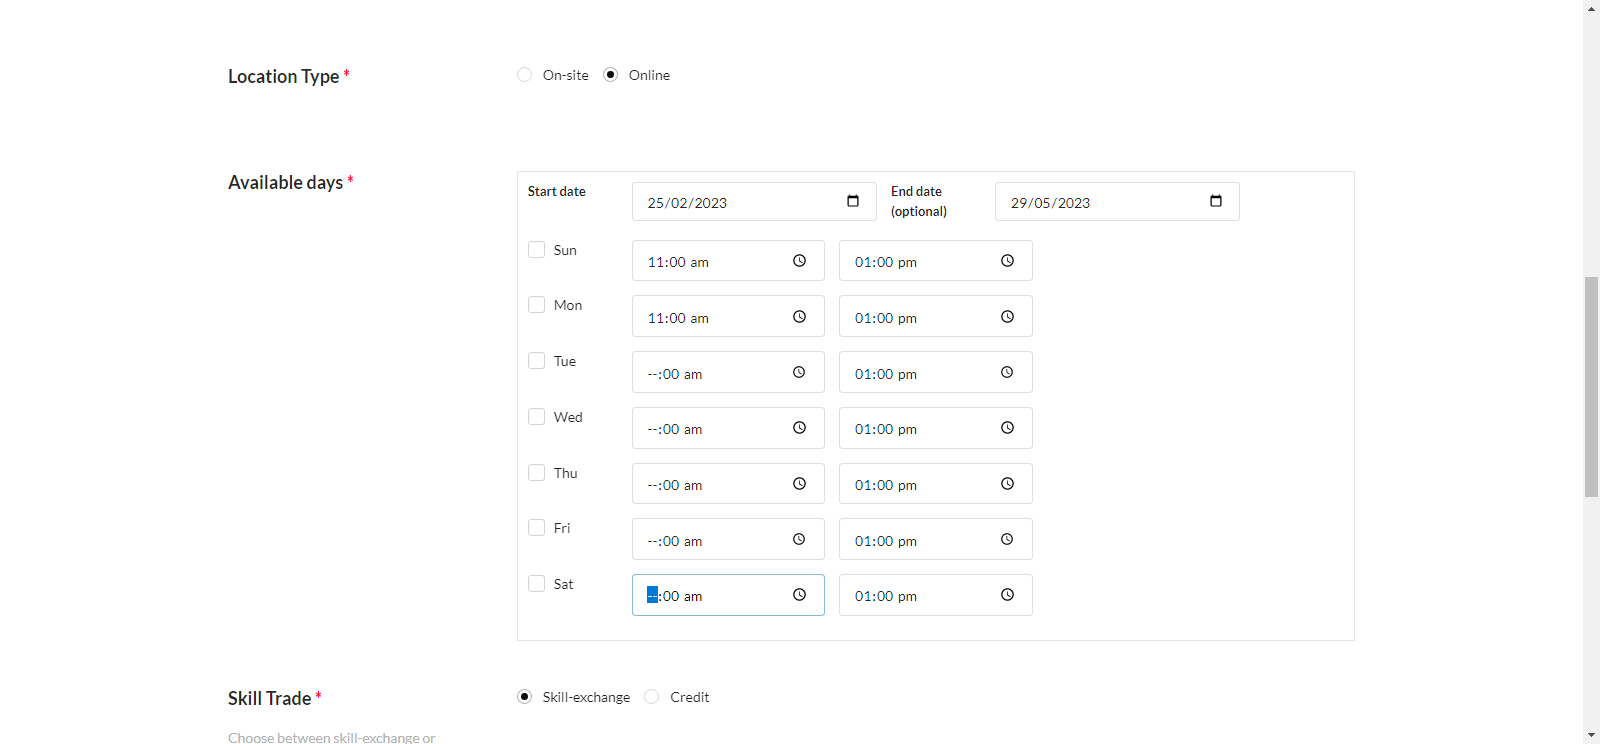 Location Type *
On-site Online
Available days *
Start date 25/02/2023 End date (optional) 29/05/2023
Sun 11:00 am 01:00 pm
Mon 11:00 am 01:00 pm
Tue --:00 am 01:00 pm
Wed --:00 am 01:00 pm
Thu --:00 am 01:00 pm
Fri --:00 am 01:00 pm
Sat --:00 am 01:00 pm
Skill Trade *
Skill-exchange Credit
Choose between skill-exchange or